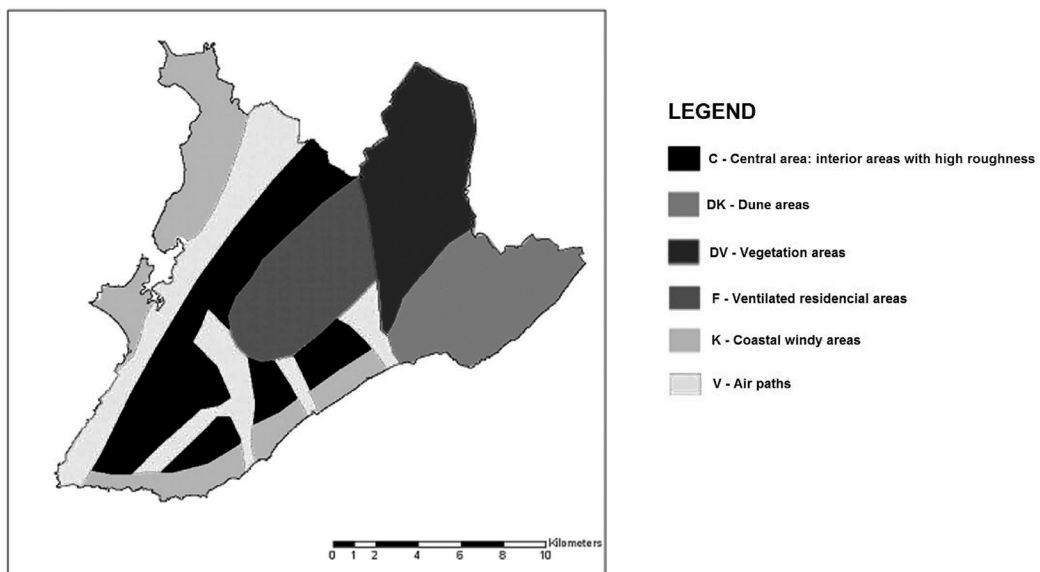 LEGEND
C - Central area: interior areas with high roughness
DK - Dune areas
DV - Vegetation areas
F - Ventilated residencial areas
K - Coastal windy areas
V - Air paths
Kilometers
0 1 2 4 6 8 10